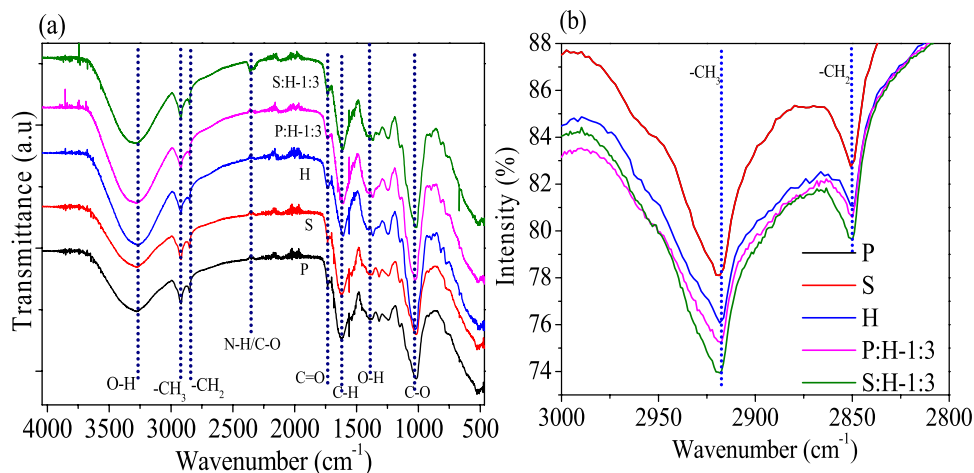 (a)
Transmittance (a.u)
S:H-1:3
P:H-1:3
H
S
P
N-H/C-O
O-H
-CH₃
-CH₂
C=O
C-H
O-H
C-O
4000 3500 3000 2500 2000 1500 1000 500
Wavenumber (cm⁻¹)
(b)
Intensity (%)
88
86
84
82
80
78
76
74
-CH₃
-CH₂
P
S
H
P:H-1:3
S:H-1:3
3000 2950 2900 2850 2800
Wavenumber (cm⁻¹)